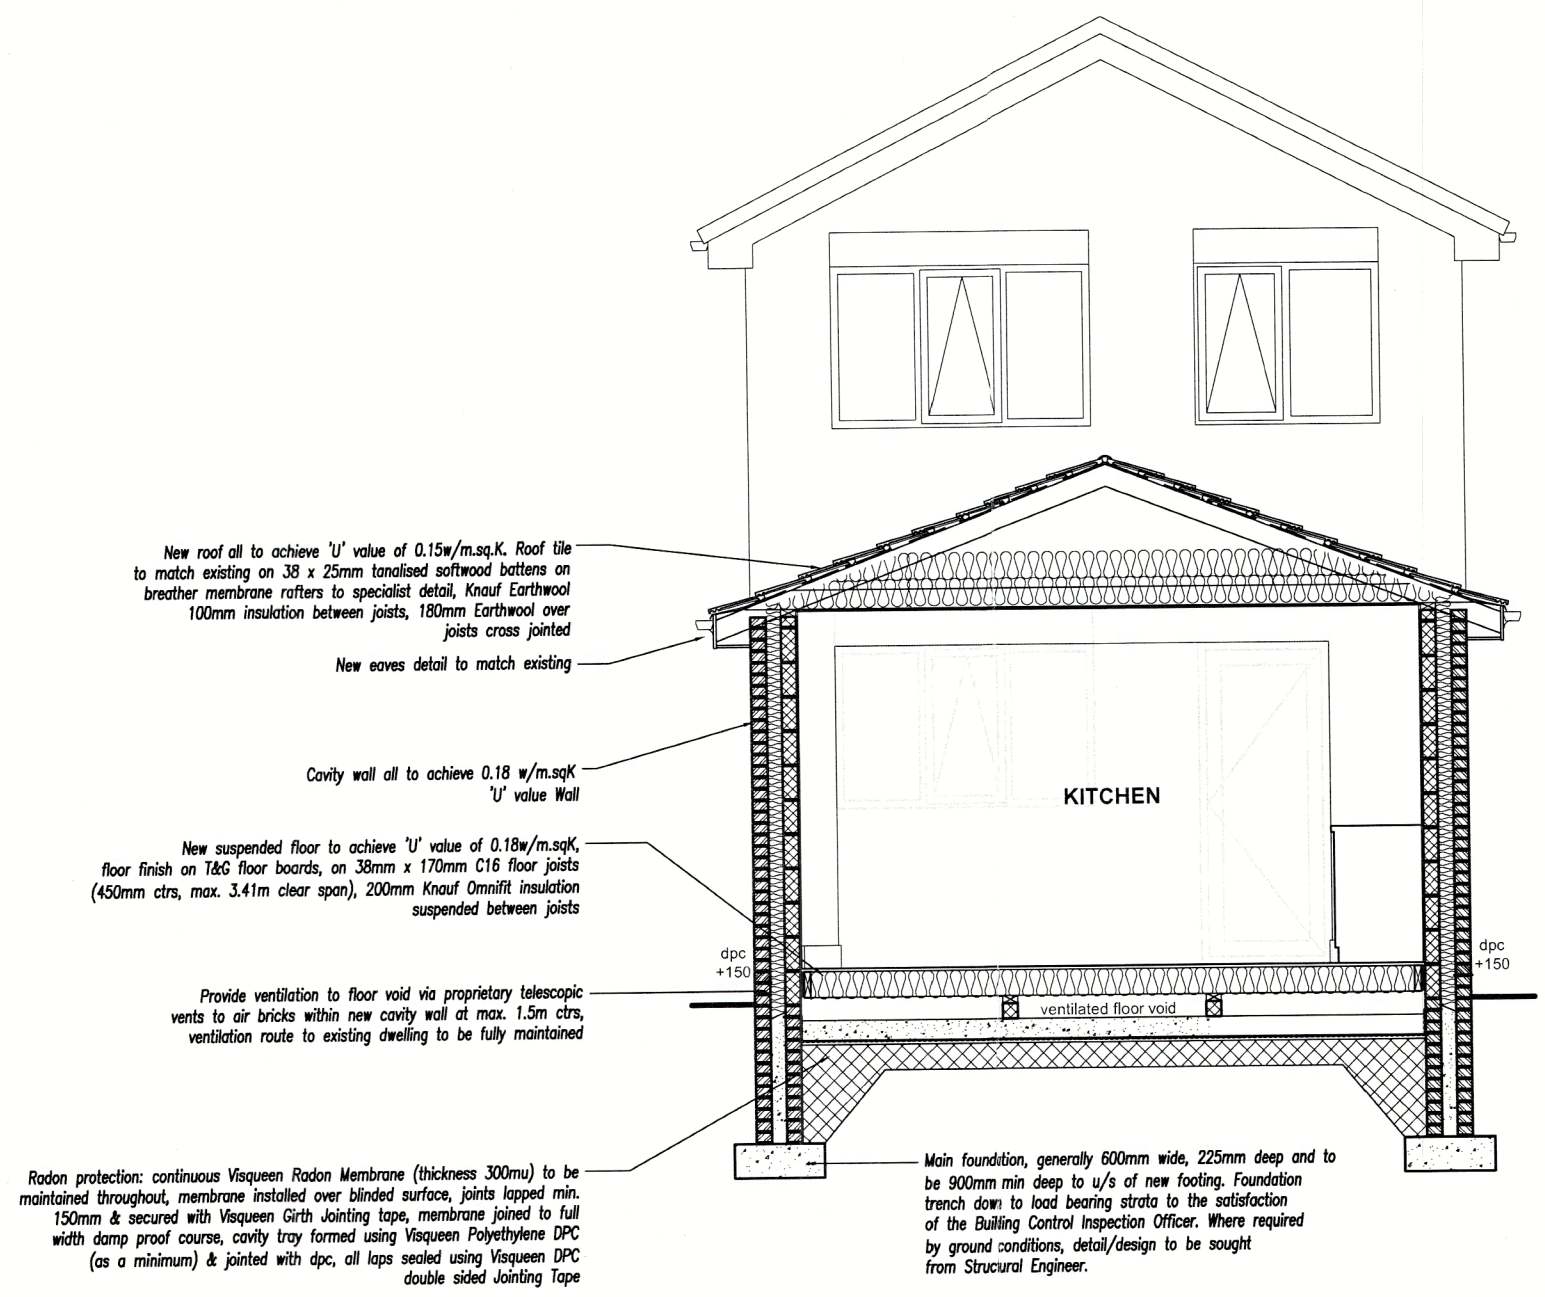 New roof all to achieve 'U' value of 0.15w/m.sq.K. Roof tile
to match existing on 38 x 25mm tanalised softwood battens on
breather membrane rafters to specialist detail, Knauf Earthwool
100mm insulation between joists, 180mm Earthwool over
joists cross jointed
New eaves detail to match existing
Cavity wall all to achieve 0.18 w/m.sqK
'U' value Wall
KITCHEN
New suspended floor to achieve 'U' value of 0.18w/m.sqK,
floor finish on T&G floor boards, on 38mm x 170mm C16 floor joists
(450mm ctrs, max. 3.41m clear span), 200mm Knauf Omnifit insulation
suspended between joists
dpc
+150
dpc
+150
Provide ventilation to floor void via proprietary telescopic
vents to air bricks within new cavity wall at max. 1.5m ctrs,
ventilation route to existing dwelling to be fully maintained
ventilated floor void
Radon protection: continuous Visqueen Radon Membrane (thickness 300mu) to be
maintained throughout, membrane installed over blinded surface, joints lapped min.
150mm & secured with Visqueen Girth Jointing tape, membrane joined to full
width damp proof course, cavity tray formed using Visqueen Polyethylene DPC
(as a minimum) & jointed with dpc, all laps sealed using Visqueen DPC
double sided Jointing Tape
Main foundation, generally 600mm wide, 225mm deep and to
be 900mm min deep to u/s of new footing. Foundation
trench down to load bearing strata to the satisfaction
of the Building Control Inspection Officer. Where required
by ground conditions, detail/design to be sought
from Structural Engineer.